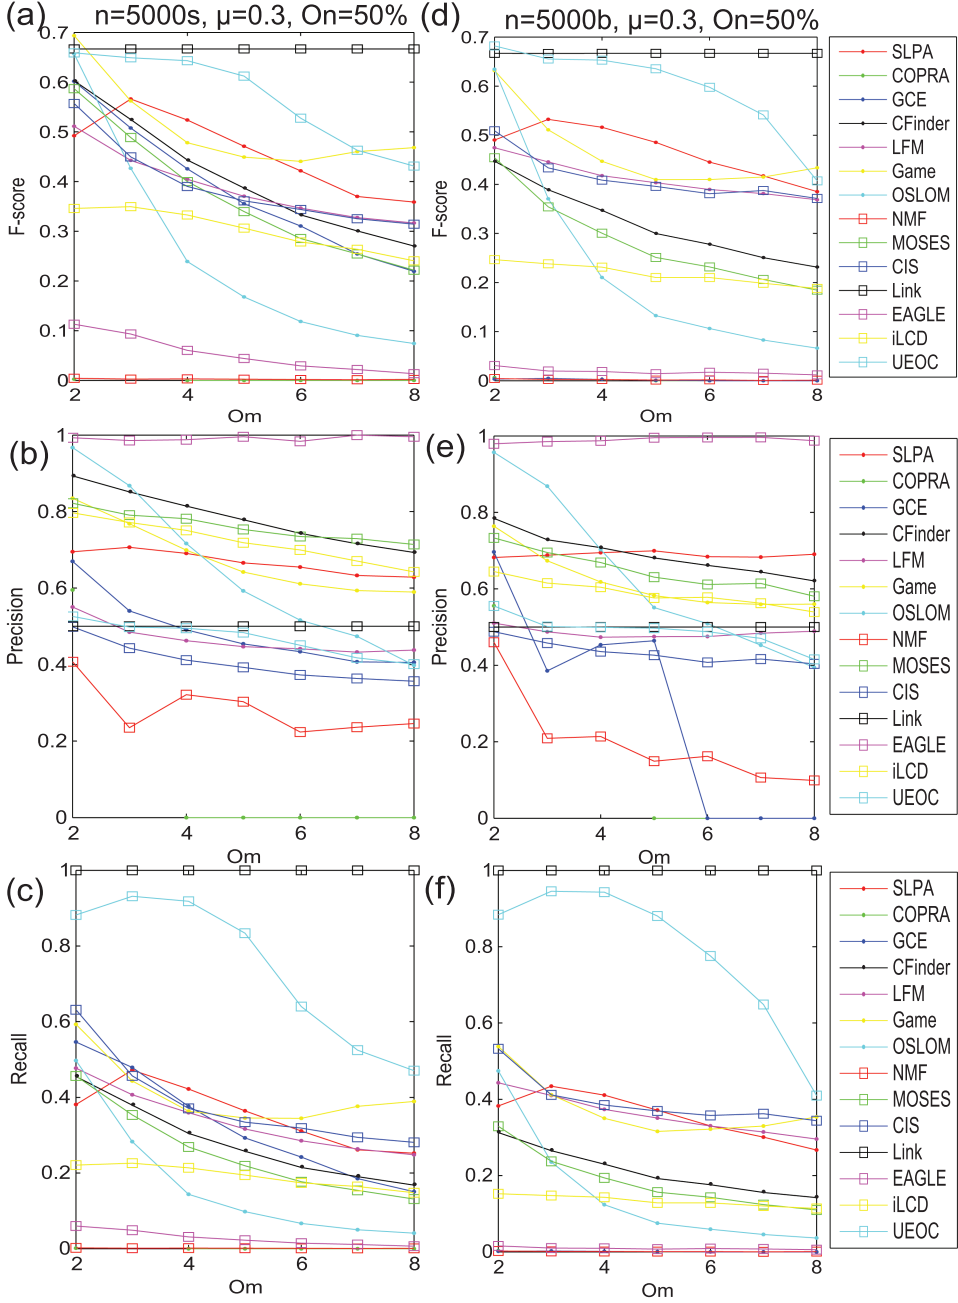 (a) n=5000s, μ=0.3, On=50%
(d) n=5000b, μ=0.3, On=50%
0.7
0.6
0.5
0.4
0.3
0.2
0.1
0
F-score
2 4 6 8
Om
0.7
0.6
0.5
0.4
0.3
0.2
0.1
0
F-score
2 4 6 8
Om
SLPA
COPRA
GCE
CFinder
LFM
Game
OSLOM
NMF
MOSES
CIS
Link
EAGLE
iLCD
UEOC
(b)
1
0.8
0.6
0.4
0.2
0
Precision
2 4 6 8
Om
(e)
1
0.8
0.6
0.4
0.2
0
Precision
2 4 6 8
Om
SLPA
COPRA
GCE
CFinder
LFM
Game
OSLOM
NMF
MOSES
CIS
Link
EAGLE
iLCD
UEOC
(c)
1
0.8
0.6
0.4
0.2
0
Recall
2 4 6 8
Om
(f)
1
0.8
0.6
0.4
0.2
0
Recall
2 4 6 8
Om
SLPA
COPRA
GCE
CFinder
LFM
Game
OSLOM
NMF
MOSES
CIS
Link
EAGLE
iLCD
UEOC